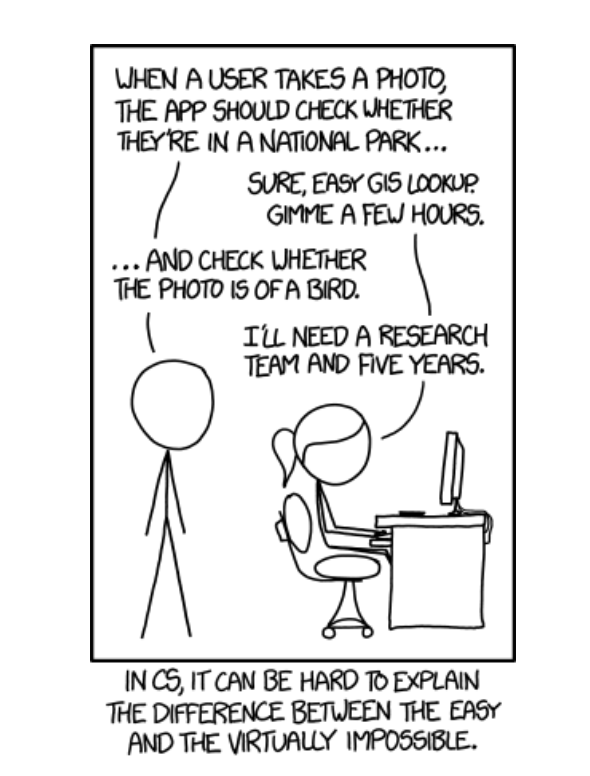 WHEN A USER TAKES A PHOTO,
THE APP SHOULD CHECK WHETHER
THEY'RE IN A NATIONAL PARK...
SURE, EASY GIS LOOKUP.
GIMME A FEW HOURS.
...AND CHECK WHETHER
THE PHOTO IS OF A BIRD.
I'LL NEED A RESEARCH
TEAM AND FIVE YEARS.
IN CS, IT CAN BE HARD TO EXPLAIN
THE DIFFERENCE BETWEEN THE EASY
AND THE VIRTUALLY IMPOSSIBLE.